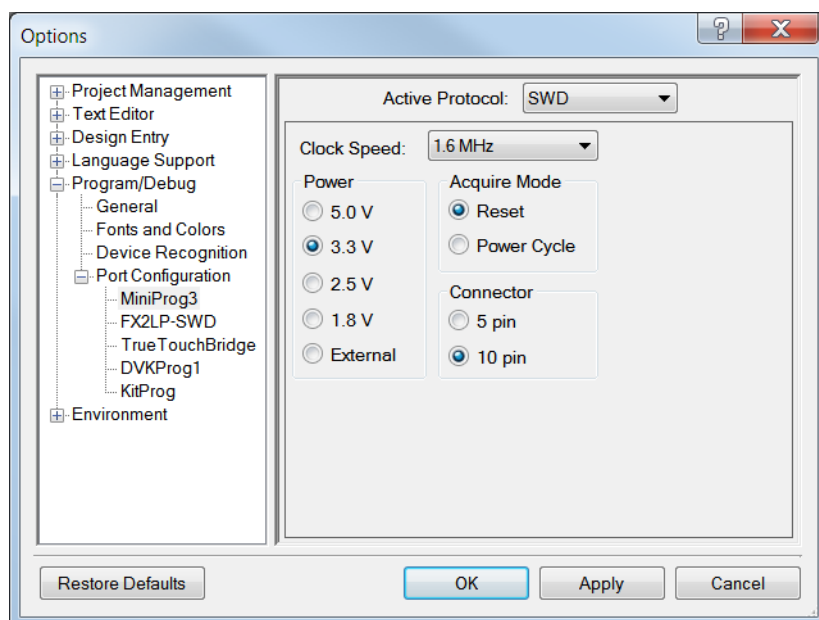 Options
Project Management
Text Editor
Design Entry
Language Support
Program/Debug
General
Fonts and Colors
Device Recognition
Port Configuration
MiniProg3
FX2LP-SWD
TrueTouchBridge
DVKProg1
KitProg
Environment
Active Protocol: SWD
Clock Speed: 1.6 MHz
Power
5.0 V
3.3 V
2.5 V
1.8 V
External
Acquire Mode
Reset
Power Cycle
Connector
5 pin
10 pin
Restore Defaults
OK
Apply
Cancel